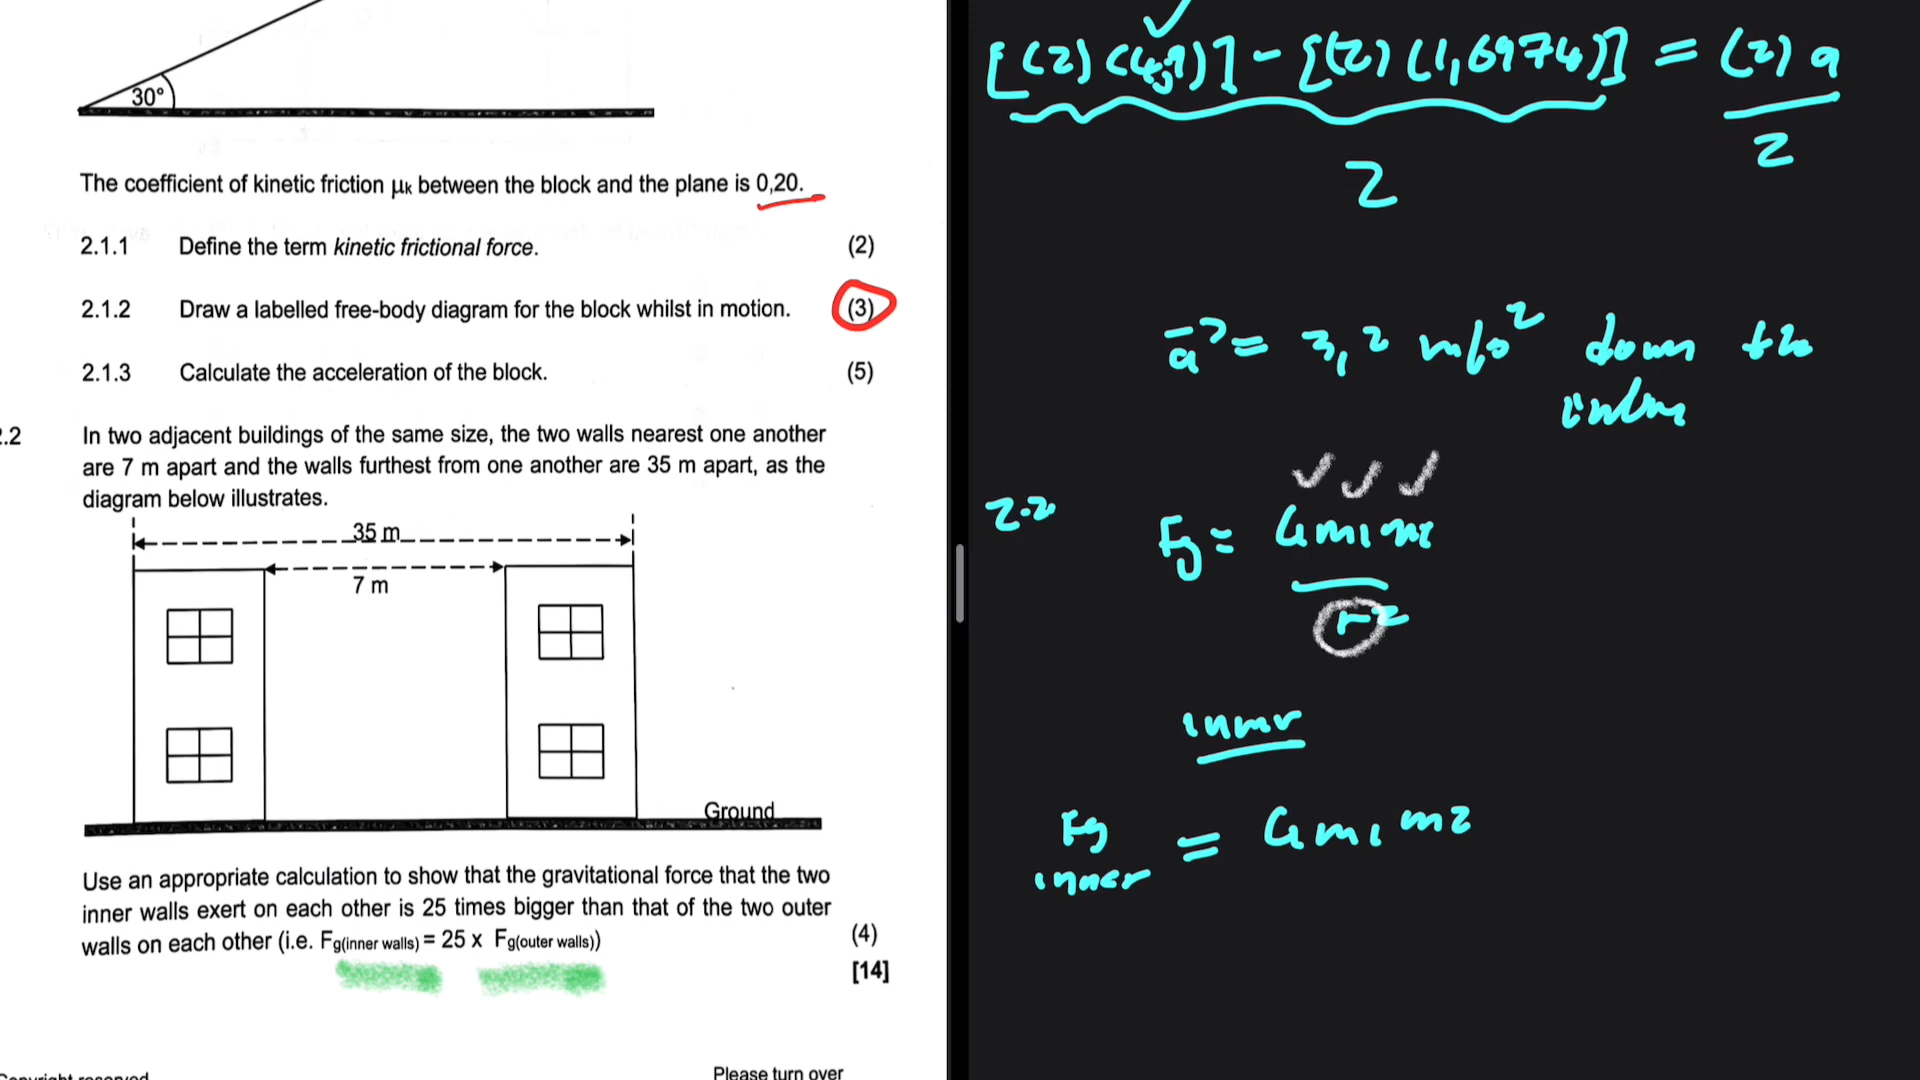 30°
The coefficient of kinetic friction μk between the block and the plane is 0,20.
2.1.1 Define the term kinetic frictional force. (2)
2.1.2 Draw a labelled free-body diagram for the block whilst in motion. (3)
2.1.3 Calculate the acceleration of the block. (5)
2.2 In two adjacent buildings of the same size, the two walls nearest one another
are 7 m apart and the walls furthest from one another are 35 m apart, as the
diagram below illustrates.
35 m
7 m
Ground
Use an appropriate calculation to show that the gravitational force that the two
inner walls exert on each other is 25 times bigger than that of the two outer
walls on each other (i.e. Fg(inner walls) = 25 x Fg(outer walls)) (4)
[14]
Copyright reserved
Please turn over
[(2)(4,9)] - [(2)(1,6974)] = (2) a
2 2
a = 3,2 m/s² down the
2.2
Fg = Gm1m2
r²
inner
Fg inner = Gm1m2